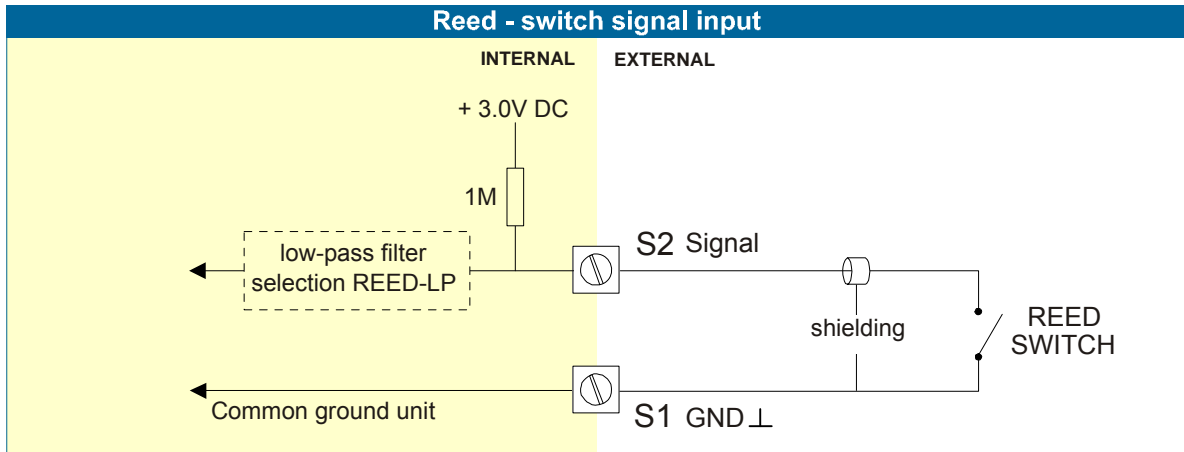 Reed - switch signal input
INTERNAL
EXTERNAL
+ 3.0V DC
1M
low-pass filter
selection REED-LP
S2 Signal
shielding
REED
SWITCH
Common ground unit
S1 GND⊥